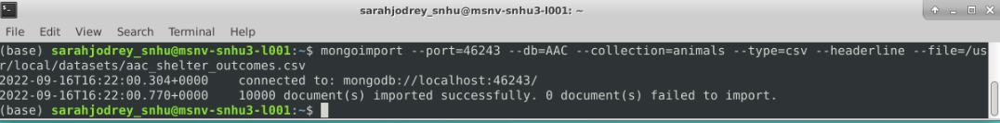 sarahjodrey_snhu@msnv-snhu3-l001: ~
File Edit View Search Terminal Help
(base) sarahjodrey_snhu@msnv-snhu3-l001:~$ mongoimport --port=46243 --db=AAC --collection=animals --type=csv --headerline --file=/us
r/local/datasets/aac_shelter_outcomes.csv
2022-09-16T16:22:00.304+0000    connected to: mongodb://localhost:46243/
2022-09-16T16:22:00.770+0000    10000 document(s) imported successfully. 0 document(s) failed to import.
(base) sarahjodrey_snhu@msnv-snhu3-l001:~$